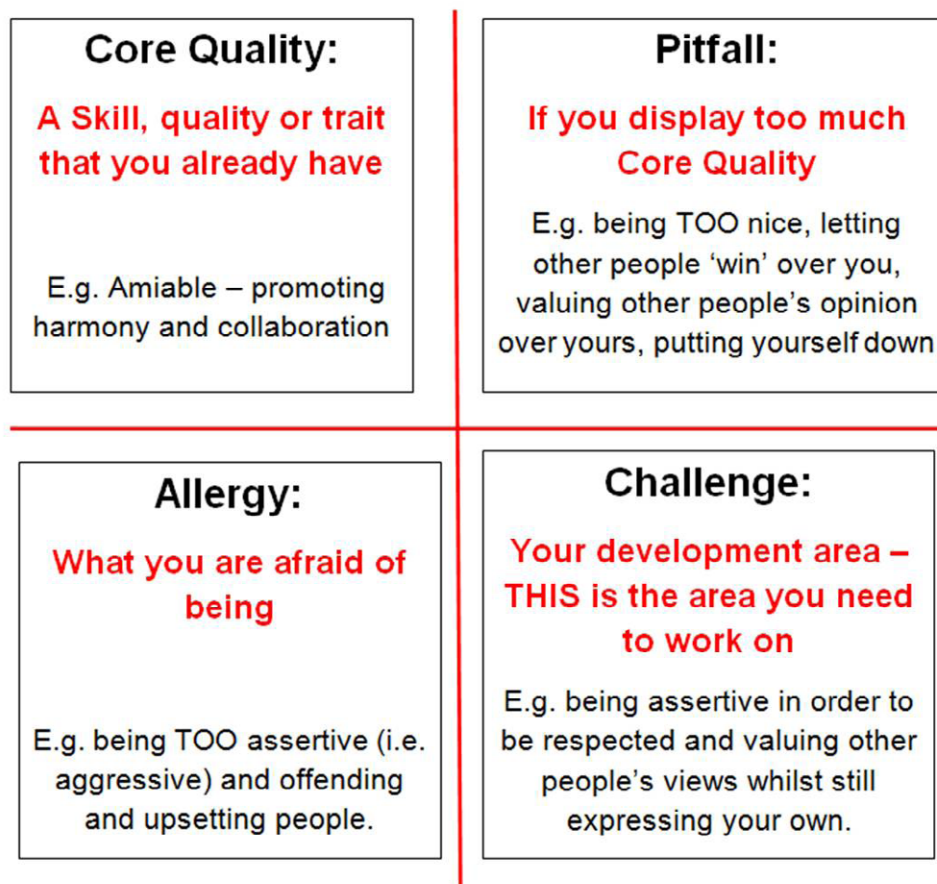 Core Quality:
A Skill, quality or trait
that you already have
E.g. Amiable – promoting
harmony and collaboration
Pitfall:
If you display too much
Core Quality
E.g. being TOO nice, letting
other people ‘win’ over you,
valuing other people’s opinion
over yours, putting yourself down
Allergy:
What you are afraid of
being
E.g. being TOO assertive (i.e.
aggressive) and offending
and upsetting people.
Challenge:
Your development area –
THIS is the area you need
to work on
E.g. being assertive in order to
be respected and valuing other
people’s views whilst still
expressing your own.